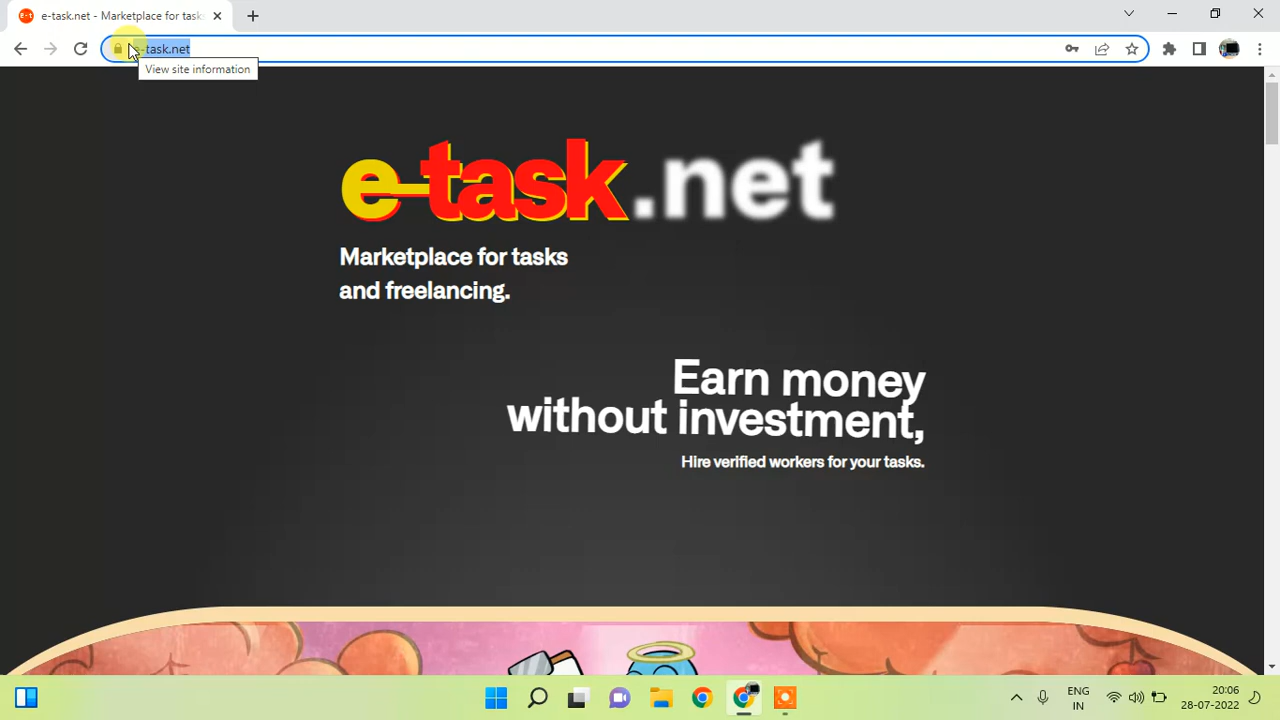 e-task.net - Marketplace for tasks
e-task.net
View site information
e-task.net
Marketplace for tasks
and freelancing.
Earn money
without investment,
Hire verified workers for your tasks.
ENG
IN
20:06
28-07-2022